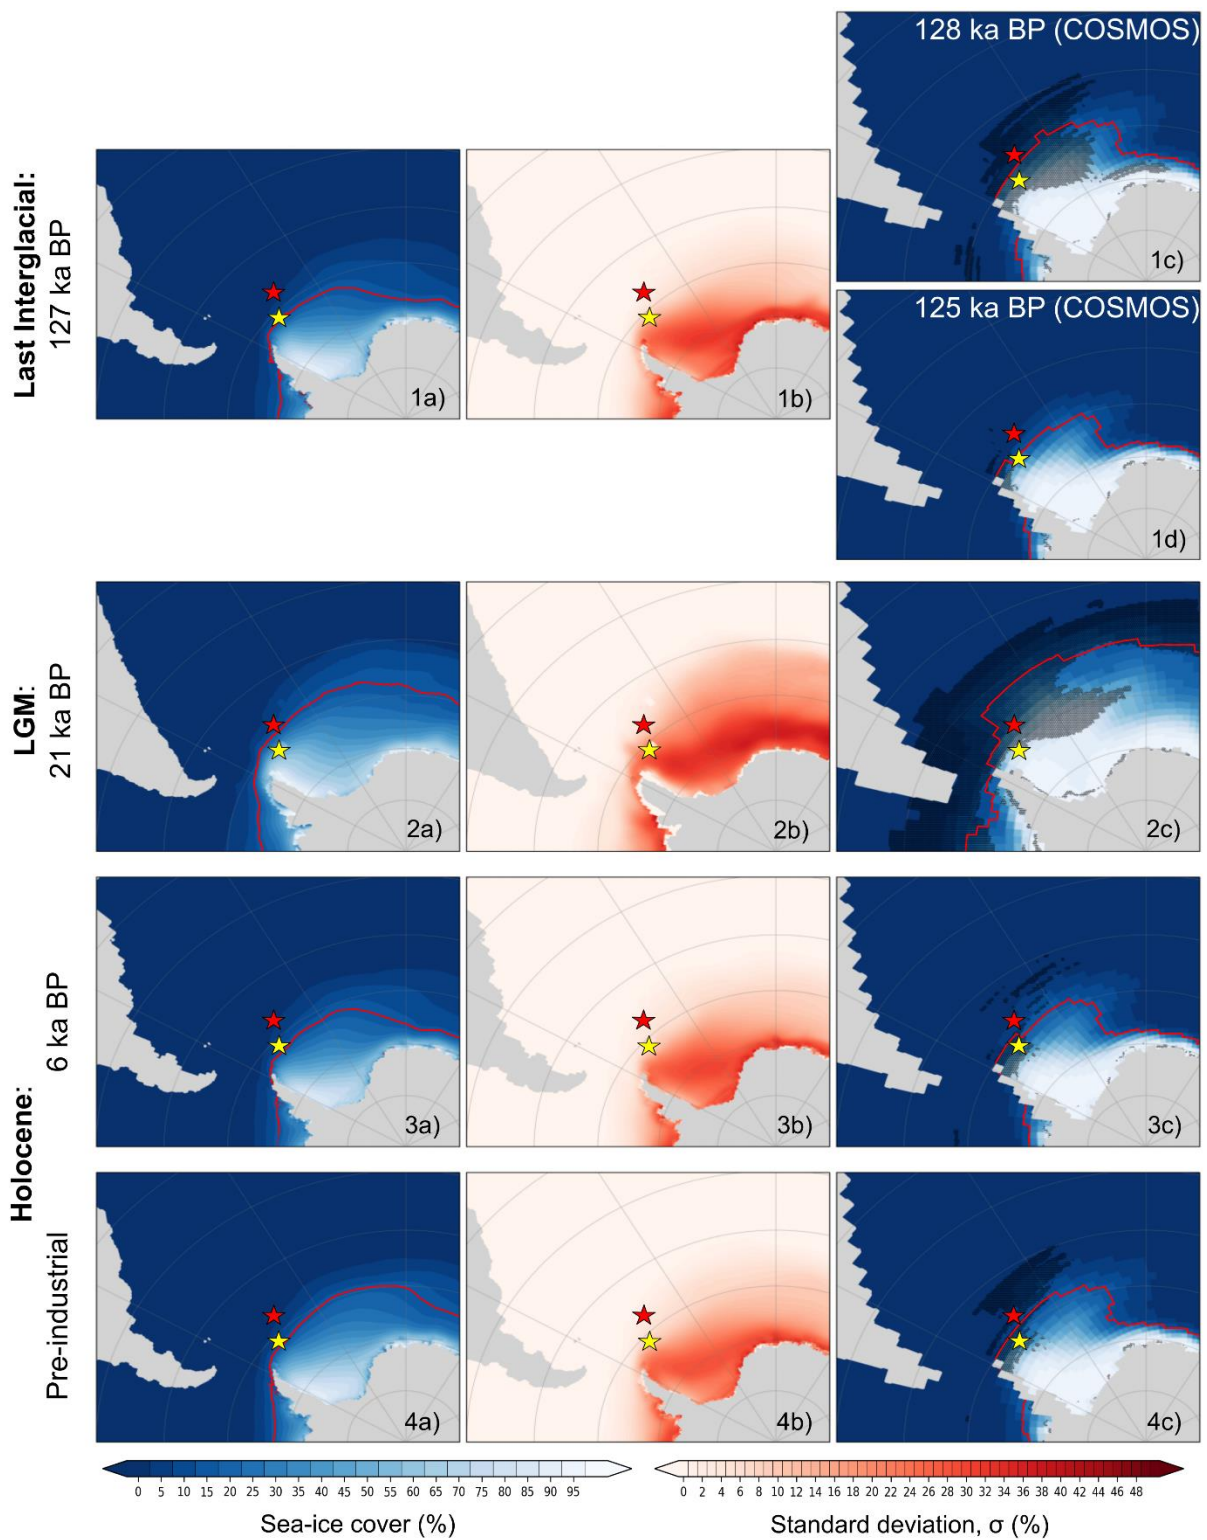 128 ka BP (COSMOS)
1c)
Last Interglacial:
127 ka BP
1a)
1b)
125 ka BP (COSMOS)
1d)
LGM:
21 ka BP
2a)
2b)
2c)
Holocene:
6 ka BP
3a)
3b)
3c)
Pre-industrial
4a)
4b)
4c)
0 5 10 15 20 25 30 35 40 45 50 55 60 65 70 75 80 85 90 95
Sea-ice cover (%)
0 2 4 6 8 10 12 14 16 18 20 22 24 26 28 30 32 34 36 38 40 42 44 46 48
Standard deviation, σ (%)